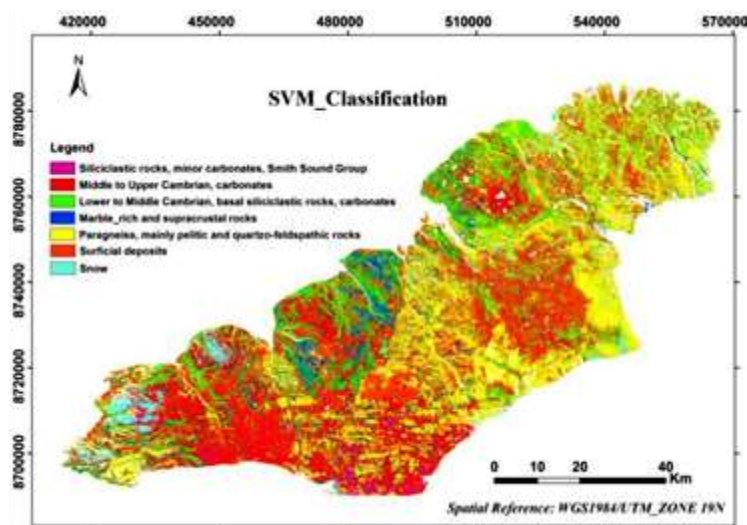 420000 450000 480000 510000 540000 570000
N
SVM_Classification
8780000
Legend
Siliciclastic rocks, minor carbonates, Smith Sound Group
Middle to Upper Cambrian, carbonates
Lower to Middle Cambrian, basal siliciclastic rocks, carbonates
Marble_rich and supracrustal rocks
Paragneiss, mainly pelitic and quartzo-feldspathic rocks
Surficial deposits
Snow
8760000
8740000
8720000
8700000
0 10 20 40
Km
Spatial Reference: WGS1984/UTM_ZONE 19N